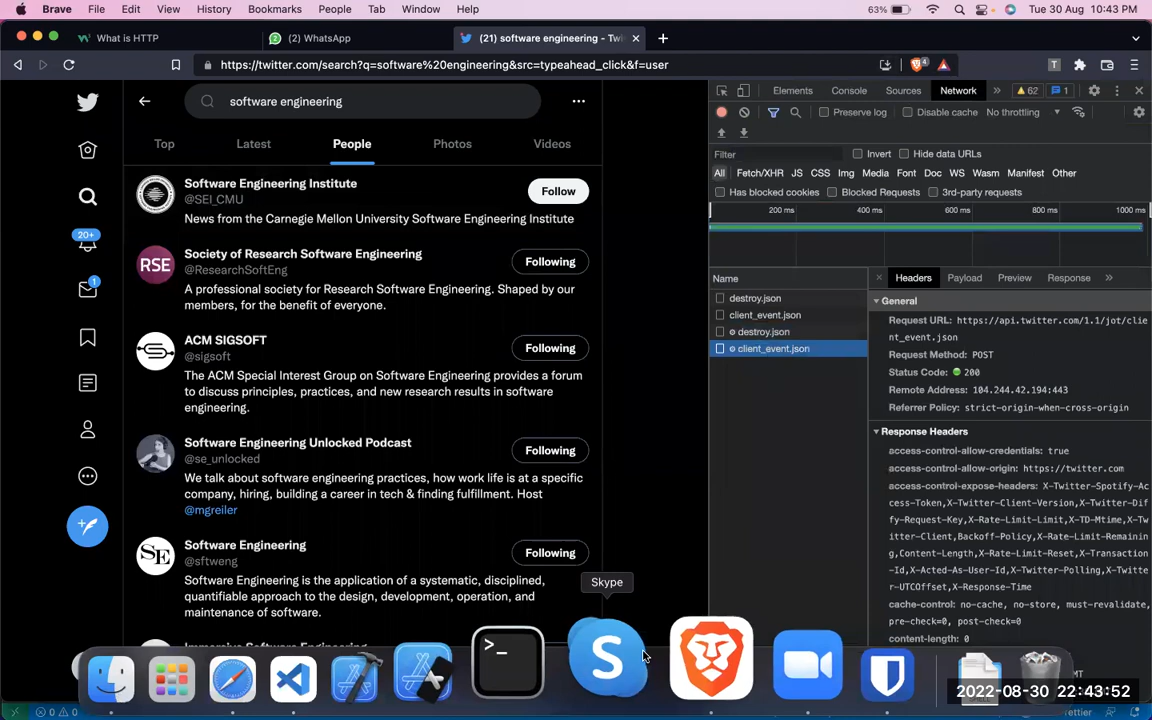 Brave File Edit View History Bookmarks People Tab Window Help 63% Tue 30 Aug 10:43 PM
What is HTTP (2) WhatsApp (21) software engineering - Twi
https://twitter.com/search?q=software%20engineering&src=typeahead_click&f=user 4 T
software engineering
Top Latest People Photos Videos
20+
1
Software Engineering Institute
@SEI_CMU
Follow
News from the Carnegie Mellon University Software Engineering Institute
RSE
Society of Research Software Engineering
@ResearchSoftEng
Following
A professional society for Research Software Engineering. Shaped by our
members, for the benefit of everyone.
ACM SIGSOFT
@sigsoft
Following
The ACM Special Interest Group on Software Engineering provides a forum
to discuss principles, practices, and new research results in software
engineering.
Software Engineering Unlocked Podcast
@se_unlocked
Following
We talk about software engineering practices, how work life is at a specific
company, hiring, building a career in tech & finding fulfillment. Host
@mgreiler
SE
Software Engineering
@sftweng
Following
Software Engineering is the application of a systematic, disciplined,
quantifiable approach to the design, development, operation, and
maintenance of software.
Elements Console Sources Network » 62 1
Preserve log Disable cache No throttling
Filter Invert Hide data URLs
All Fetch/XHR JS CSS Img Media Font Doc WS Wasm Manifest Other
Has blocked cookies Blocked Requests 3rd-party requests
200 ms 400 ms 600 ms 800 ms 1000 ms
Name
destroy.json
client_event.json
destroy.json
client_event.json
Headers Payload Preview Response »
General
Request URL: https://api.twitter.com/1.1/jot/clie
nt_event.json
Request Method: POST
Status Code: 200
Remote Address: 104.244.42.194:443
Referrer Policy: strict-origin-when-cross-origin
Response Headers
access-control-allow-credentials: true
access-control-allow-origin: https://twitter.com
access-control-expose-headers: X-Twitter-Spotify-Ac
cess-Token,X-Twitter-Client-Version,X-Twitter-Dif
fy-Request-Key,X-Rate-Limit-Limit,X-TD-Mtime,X-Tw
itter-Client,Backoff-Policy,X-Rate-Limit-Remainin
g,Content-Length,X-Rate-Limit-Reset,X-Transaction
-Id,X-Acted-As-User-Id,X-Twitter-Polling,X-Twitte
r-UTCOffset,X-Response-Time
cache-control: no-cache, no-store, must-revalidate,
pre-check=0, post-check=0
content-length: 0
Skype
>_
S
2022-08-30 22:43:52
0 0